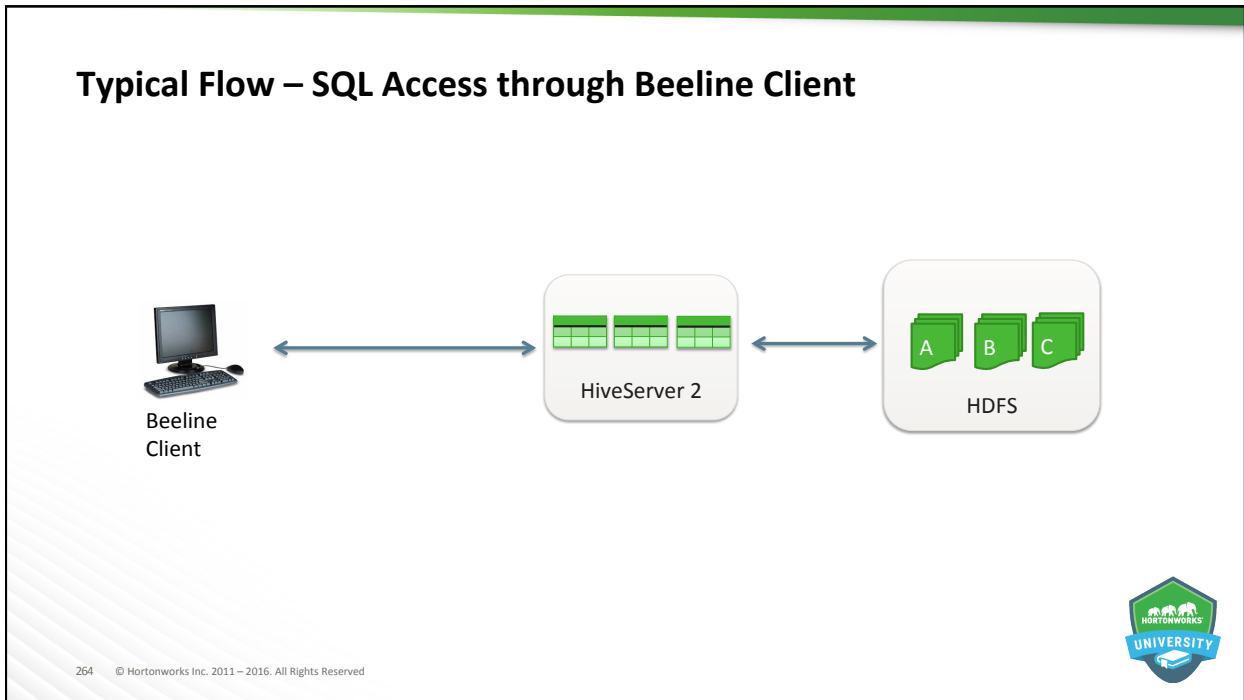 Typical Flow – SQL Access through Beeline Client
Beeline
Client
HiveServer 2
A B C
HDFS
HORTONWORKS
UNIVERSITY
264 © Hortonworks Inc. 2011 – 2016. All Rights Reserved